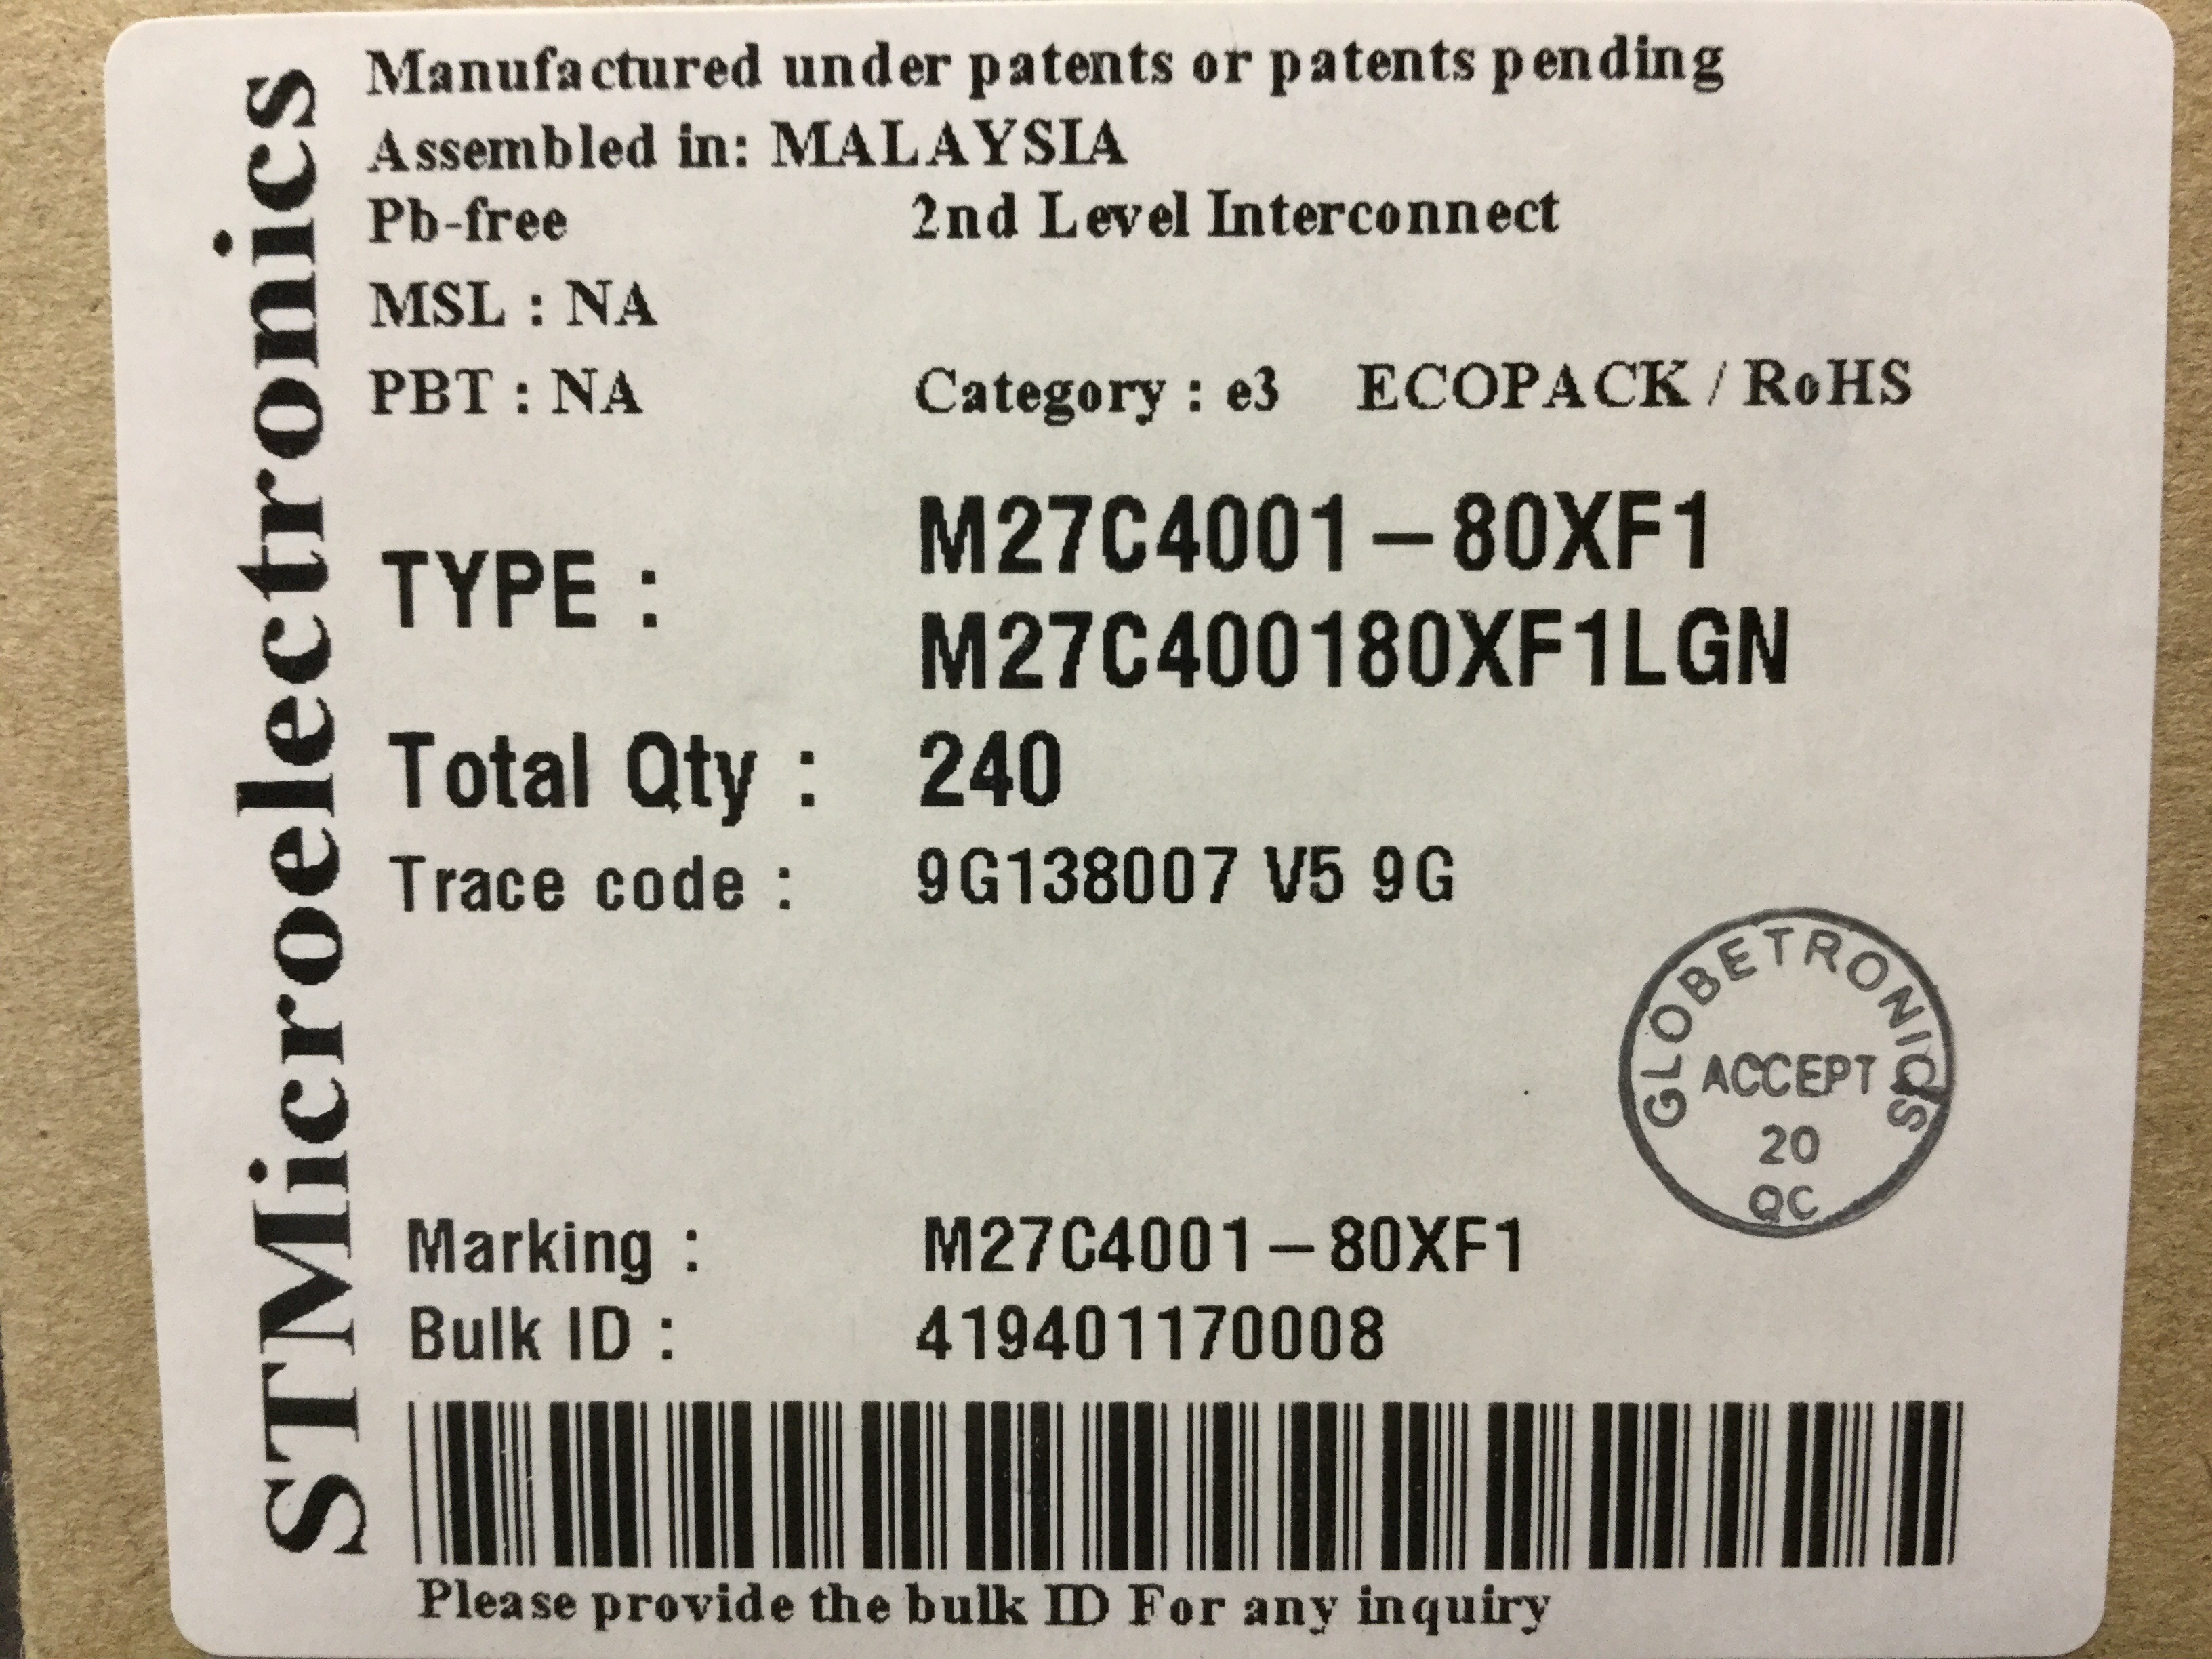 STMicroelectronics
Manufactured under patents or patents pending
Assembled in: MALAYSIA
Pb-free 2nd Level Interconnect
MSL : NA
PBT : NA Category : e3 ECOPACK / RoHS
TYPE : M27C4001-80XF1
M27C400180XF1LGN
Total Qty : 240
Trace code : 9G138007 V5 9G
GLOBETRONICS
ACCEPT
20
QC
Marking : M27C4001-80XF1
Bulk ID : 419401170008
Please provide the bulk ID For any inquiry